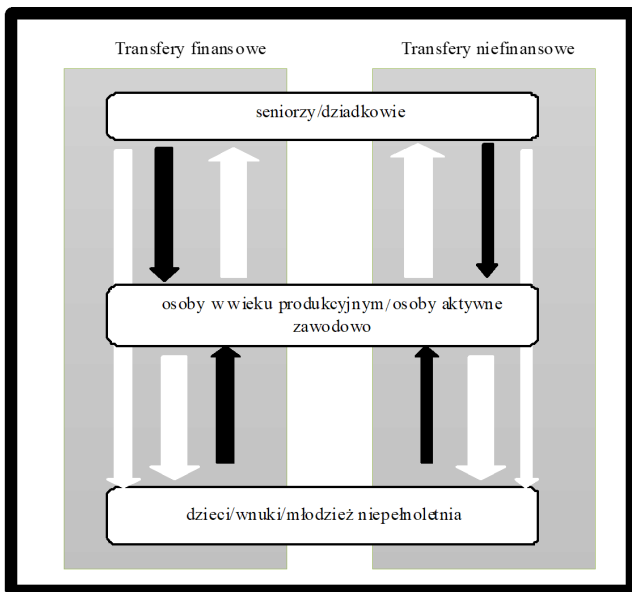 Transfery finansowe
Transfery niefinansowe
seniorzy/dziadkowie
osoby w wieku produkcyjnym/osoby aktywne
zawodowo
dzieci/wnuki/młodzież niepełnoletnia